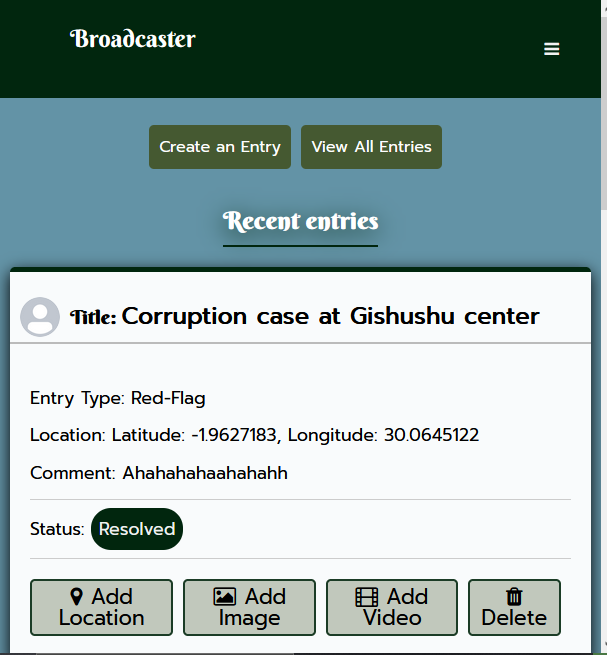 Broadcaster
Create an Entry View All Entries
Recent entries
Title: Corruption case at Gishushu center
Entry Type: Red-Flag
Location: Latitude: -1.9627183, Longitude: 30.0645122
Comment: Ahahahahaahahahh
Status: Resolved
Add Location
Add Image
Add Video
Delete